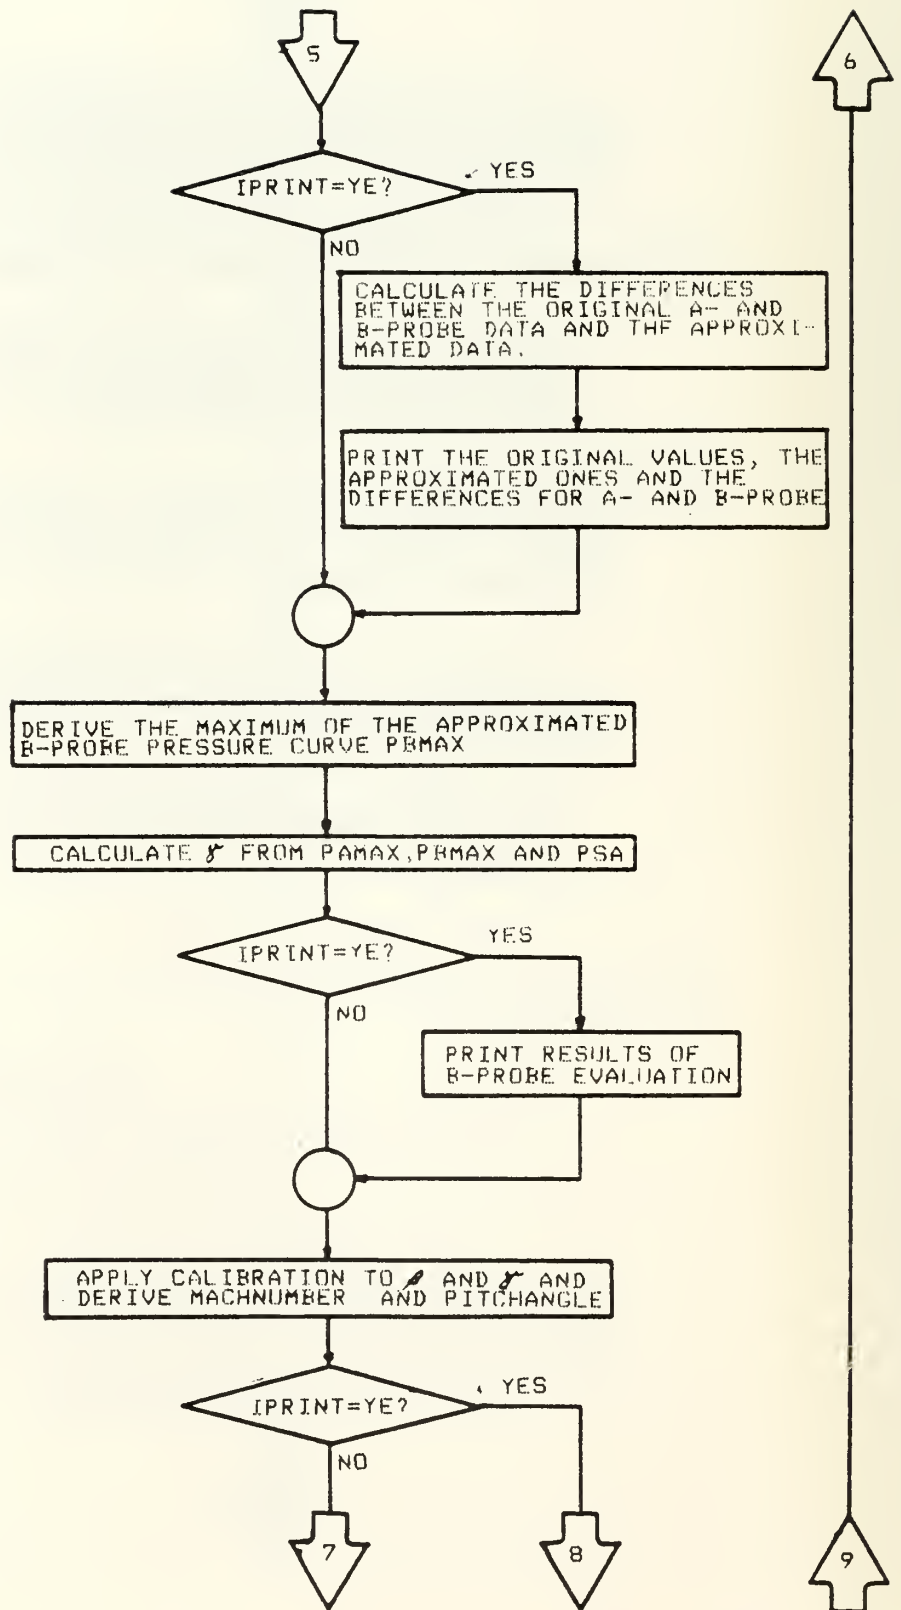 5
6
IPRINT=YE?
YES
NO
CALCULATE THE DIFFERENCES
BETWEEN THE ORIGINAL A- AND
B-PROBE DATA AND THE APPROXI-
MATED DATA.
PRINT THE ORIGINAL VALUES, THE
APPROXIMATED ONES AND THE
DIFFERENCES FOR A- AND B-PROBE
DERIVE THE MAXIMUM OF THE APPROXIMATED
B-PROBE PRESSURE CURVE PBMAX
CALCULATE γ FROM PAMAX, PBMAX AND PSA
IPRINT=YE?
YES
NO
PRINT RESULTS OF
B-PROBE EVALUATION
APPLY CALIBRATION TO β AND γ AND
DERIVE MACHNUMBER AND PITCHANGLE
IPRINT=YE?
YES
NO
7
8
9